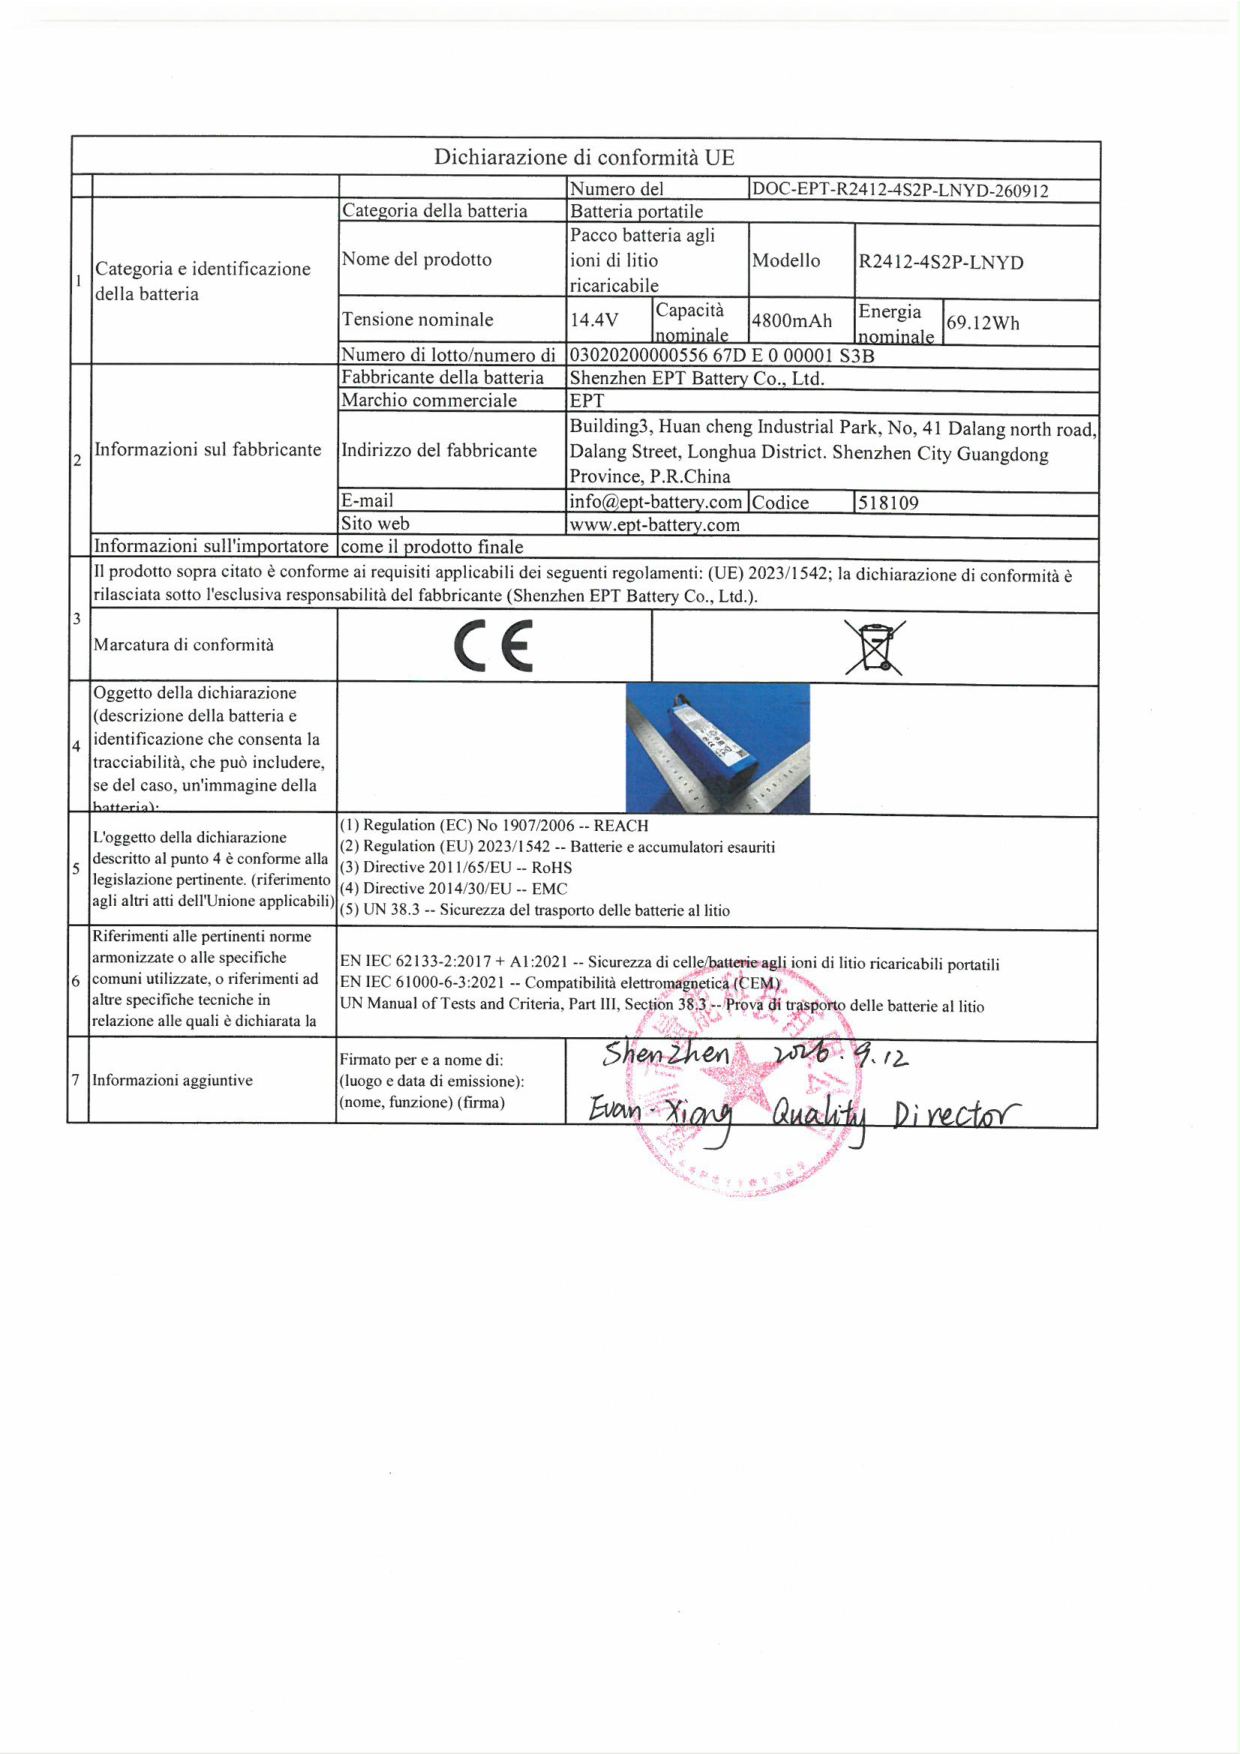 Dichiarazione di conformità UE
Numero del
DOC-EPT-R2412-4S2P-LNYD-260912
1
Categoria e identificazione
della batteria
Categoria della batteria
Batteria portatile
Nome del prodotto
Pacco batteria agli
ioni di litio
ricaricabile
Modello
R2412-4S2P-LNYD
Tensione nominale
14.4V
Capacità
nominale
4800mAh
Energia
nominale
69.12Wh
Numero di lotto/numero di
03020200000556 67D E 0 00001 S3B
2
Informazioni sul fabbricante
Fabbricante della batteria
Shenzhen EPT Battery Co., Ltd.
Marchio commerciale
EPT
Indirizzo del fabbricante
Building3, Huan cheng Industrial Park, No, 41 Dalang north road,
Dalang Street, Longhua District. Shenzhen City Guangdong
Province, P.R.China
E-mail
info@ept-battery.com
Codice
518109
Sito web
www.ept-battery.com
Informazioni sull'importatore
come il prodotto finale
3
Il prodotto sopra citato è conforme ai requisiti applicabili dei seguenti regolamenti: (UE) 2023/1542; la dichiarazione di conformità è
rilasciata sotto l'esclusiva responsabilità del fabbricante (Shenzhen EPT Battery Co., Ltd.).
Marcatura di conformità
CE
4
Oggetto della dichiarazione
(descrizione della batteria e
identificazione che consenta la
tracciabilità, che può includere,
se del caso, un'immagine della
batteria):
5
L'oggetto della dichiarazione
descritto al punto 4 è conforme alla
legislazione pertinente. (riferimento
agli altri atti dell'Unione applicabili)
(1) Regulation (EC) No 1907/2006 -- REACH
(2) Regulation (EU) 2023/1542 -- Batterie e accumulatori esauriti
(3) Directive 2011/65/EU -- RoHS
(4) Directive 2014/30/EU -- EMC
(5) UN 38.3 -- Sicurezza del trasporto delle batterie al litio
6
Riferimenti alle pertinenti norme
armonizzate o alle specifiche
comuni utilizzate, o riferimenti ad
altre specifiche tecniche in
relazione alle quali è dichiarata la
EN IEC 62133-2:2017 + A1:2021 -- Sicurezza di celle/batterie agli ioni di litio ricaricabili portatili
EN IEC 61000-6-3:2021 -- Compatibilità elettromagnetica (CEM)
UN Manual of Tests and Criteria, Part III, Section 38.3 -- Prova di trasporto delle batterie al litio
7
Informazioni aggiuntive
Firmato per e a nome di:
(luogo e data di emissione):
(nome, funzione) (firma)
Shenzhen 2026.9.12
Evan-Xiong Quality Director